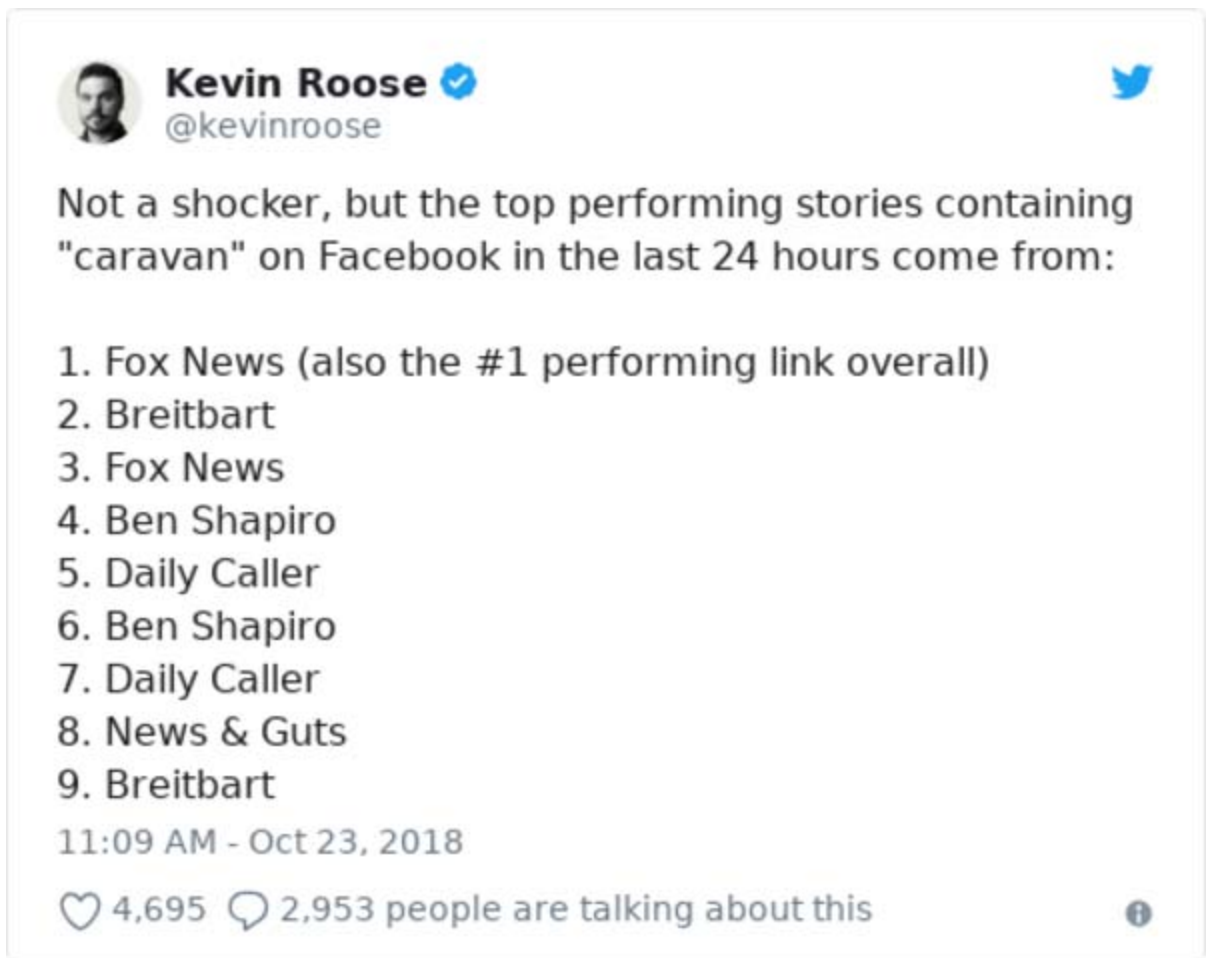 Kevin Roose
@kevinroose
Not a shocker, but the top performing stories containing
"caravan" on Facebook in the last 24 hours come from:
1. Fox News (also the #1 performing link overall)
2. Breitbart
3. Fox News
4. Ben Shapiro
5. Daily Caller
6. Ben Shapiro
7. Daily Caller
8. News & Guts
9. Breitbart
11:09 AM - Oct 23, 2018
4,695 2,953 people are talking about this